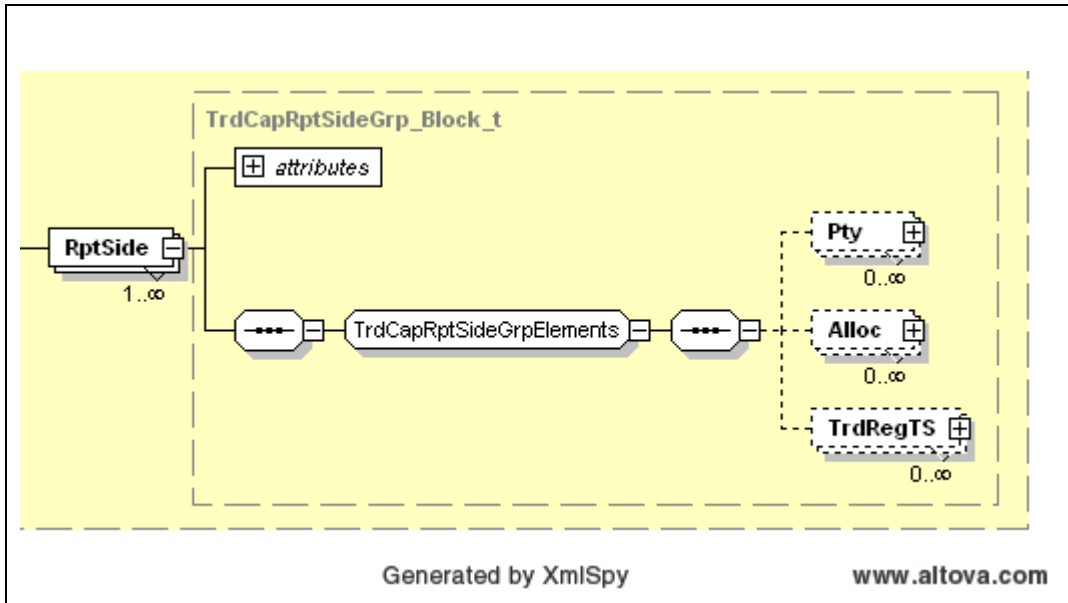 TrdCapRptSideGrp_Block_t
attributes
RptSide
1..∞
TrdCapRptSideGrpElements
Pty
0..∞
Alloc
0..∞
TrdRegTS
0..∞
Generated by XmlSpy
www.altova.com